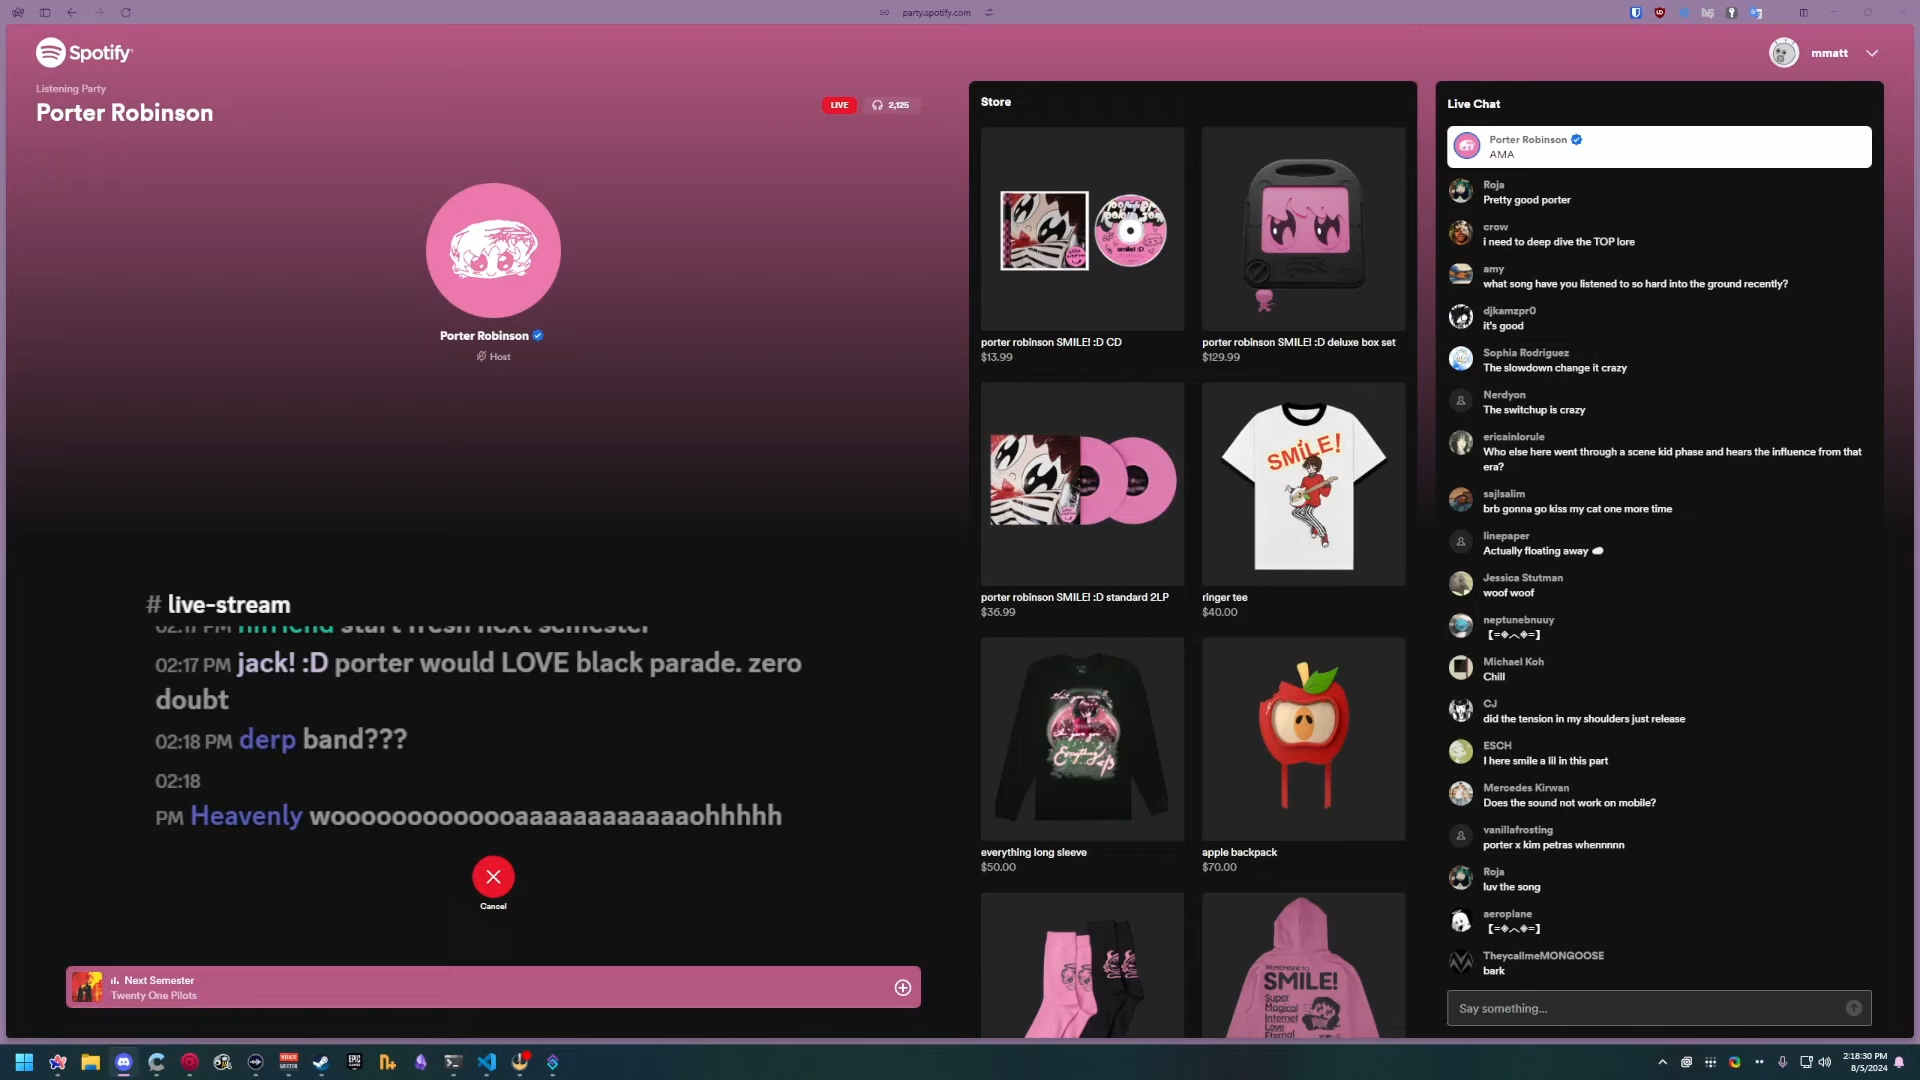 party.spotify.com
Spotify
mmatt
Listening Party
Porter Robinson
LIVE
2,125
Porter Robinson
Host
# live-stream
02:17 PM jack! :D porter would LOVE black parade. zero
doubt
02:18 PM derp band???
02:18
PM Heavenly woooooooooooooaaaaaaaaaaaaohhhhh
Cancel
Next Semester
Twenty One Pilots
Store
porter robinson SMILE! :D CD
$13.99
porter robinson SMILE! :D deluxe box set
$129.99
SMiLE!
porter robinson SMILE! :D standard 2LP
$36.99
ringer tee
$40.00
everything long sleeve
$50.00
apple backpack
$70.00
REMEMBER TO
SMILE!
Super
Magical
Internet
Love
Eternal
Live Chat
Porter Robinson
AMA
Roja
Pretty good porter
crow
i need to deep dive the TOP lore
amy
what song have you listened to so hard into the ground recently?
djkamzpr0
it's good
Sophia Rodriguez
The slowdown change it crazy
Nerdyon
The switchup is crazy
ericainlorule
Who else here went through a scene kid phase and hears the influence from that
era?
sajlsalim
brb gonna go kiss my cat one more time
linepaper
Actually floating away ☁️
Jessica Stutman
woof woof
neptunebnuuy
【=◈︿◈=】
Michael Koh
Chill
CJ
did the tension in my shoulders just release
ESCH
I here smile a lil in this part
Mercedes Kirwan
Does the sound not work on mobile?
vanillafrosting
porter x kim petras whennnnn
Roja
luv the song
aeroplane
【=◈︿◈=】
TheycallmeMONGOOSE
bark
Say something...
2:18:30 PM
8/5/2024